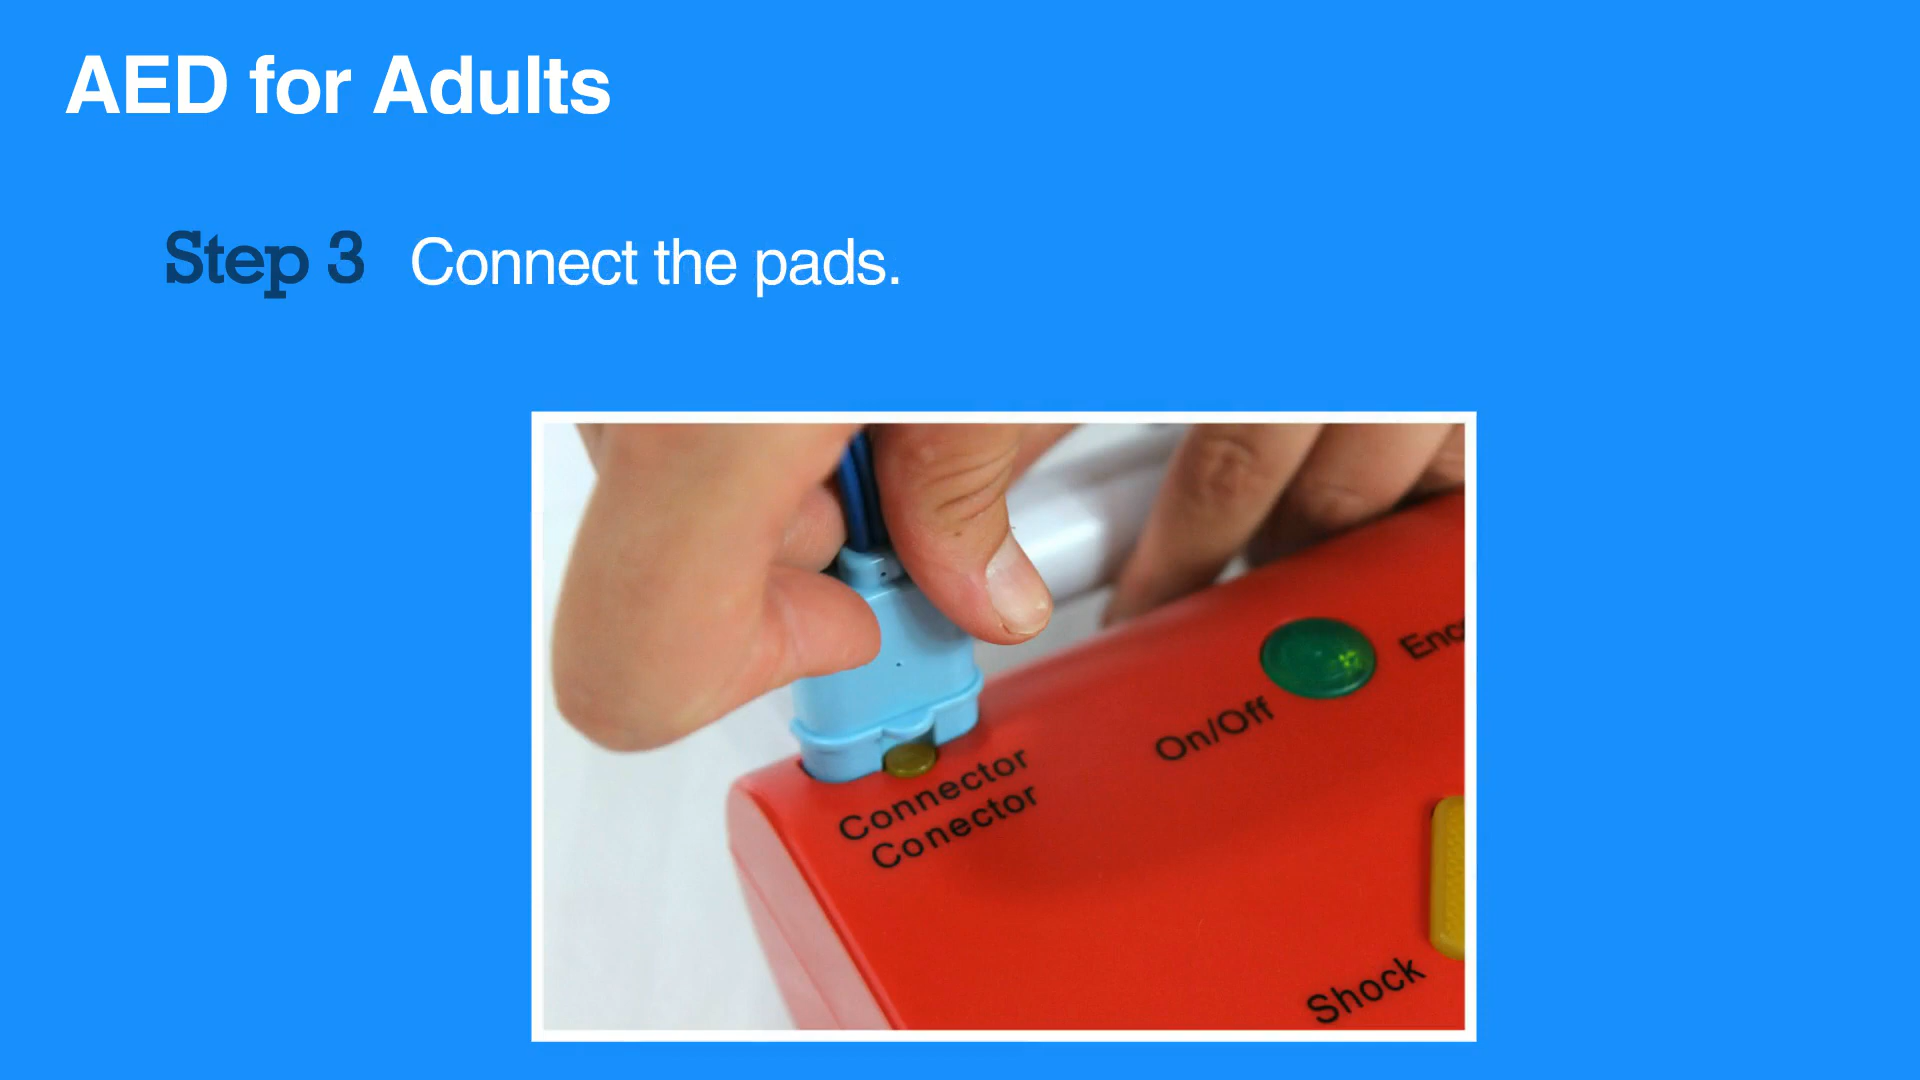 AED for Adults
Step 3 Connect the pads.
On/Off
Connector
Conector
Shock